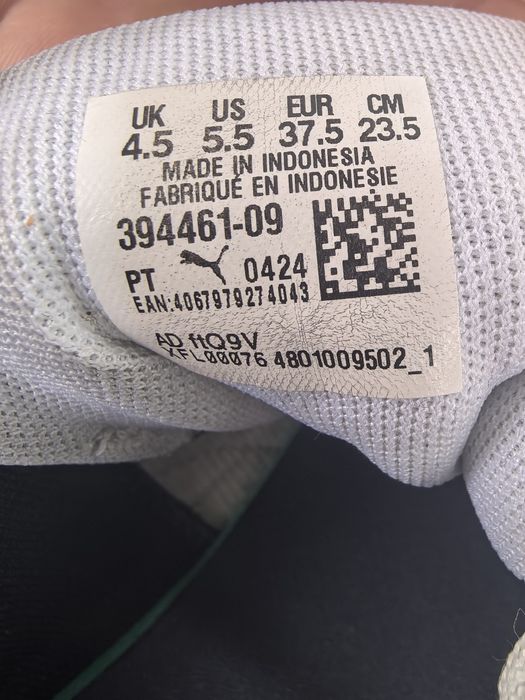 UK US EUR CM
4.5 5.5 37.5 23.5
MADE IN INDONESIA
FABRIQUÉ EN INDONESIE
394461-09
PT 0424
EAN:4067979274043
AD ftQ9V
XFL00076 4801009502_1